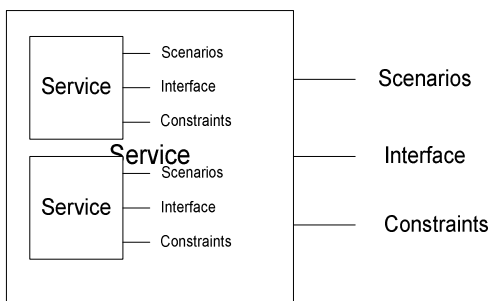 Scenarios
Service
Interface
Constraints
Service
Scenarios
Service
Interface
Constraints
Scenarios
Interface
Constraints